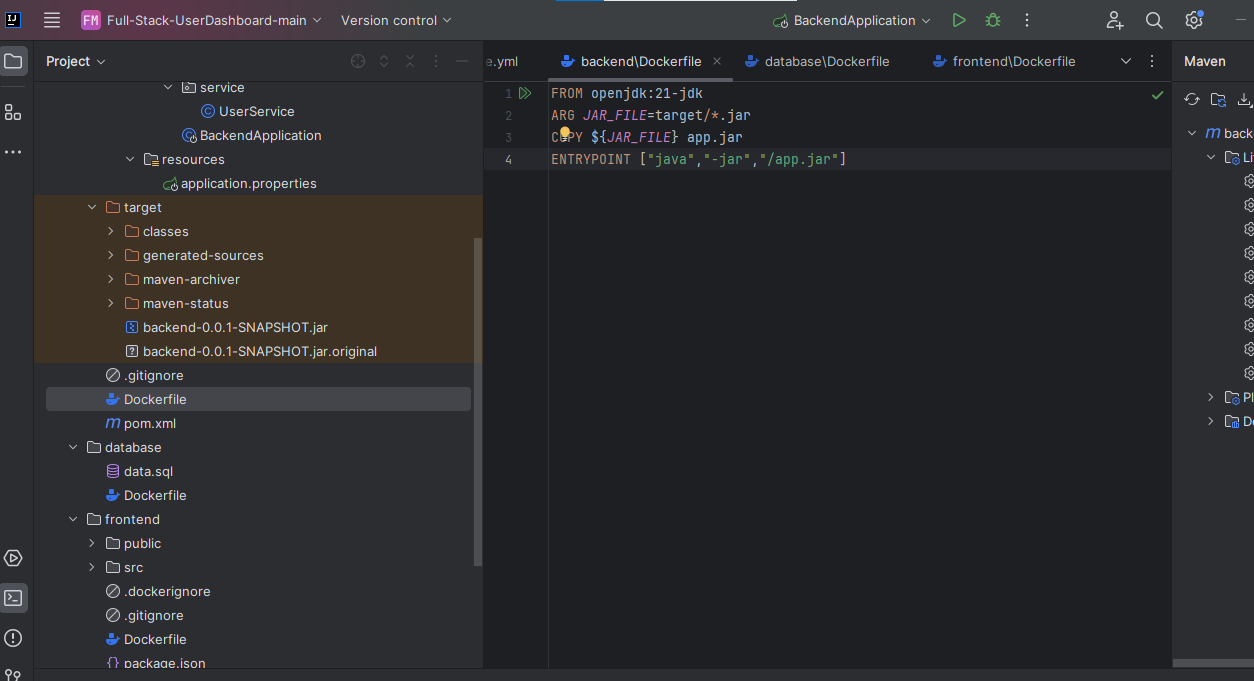 FM Full-Stack-UserDashboard-main Version control BackendApplication
Project
e.yml backend\Dockerfile database\Dockerfile frontend\Dockerfile
Maven
service
UserService
BackendApplication
resources
application.properties
target
classes
generated-sources
maven-archiver
maven-status
backend-0.0.1-SNAPSHOT.jar
backend-0.0.1-SNAPSHOT.jar.original
.gitignore
Dockerfile
pom.xml
database
data.sql
Dockerfile
frontend
public
src
.dockerignore
.gitignore
Dockerfile
package.json
1 FROM openjdk:21-jdk
2 ARG JAR_FILE=target/*.jar
3 COPY ${JAR_FILE} app.jar
4 ENTRYPOINT ["java","-jar","/app.jar"]
back
Li
Pl
De